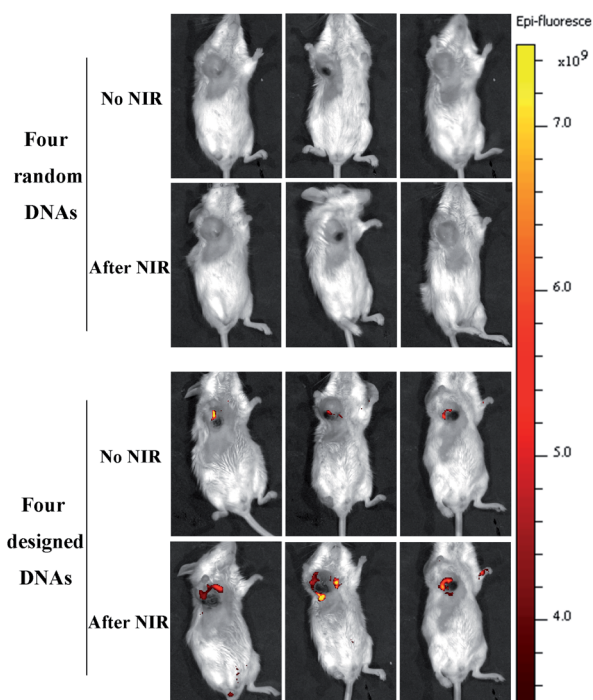 Epi-fluoresce
x10⁹
7.0
6.0
5.0
4.0
Four
random
DNAs
No NIR
After NIR
Four
designed
DNAs
No NIR
After NIR